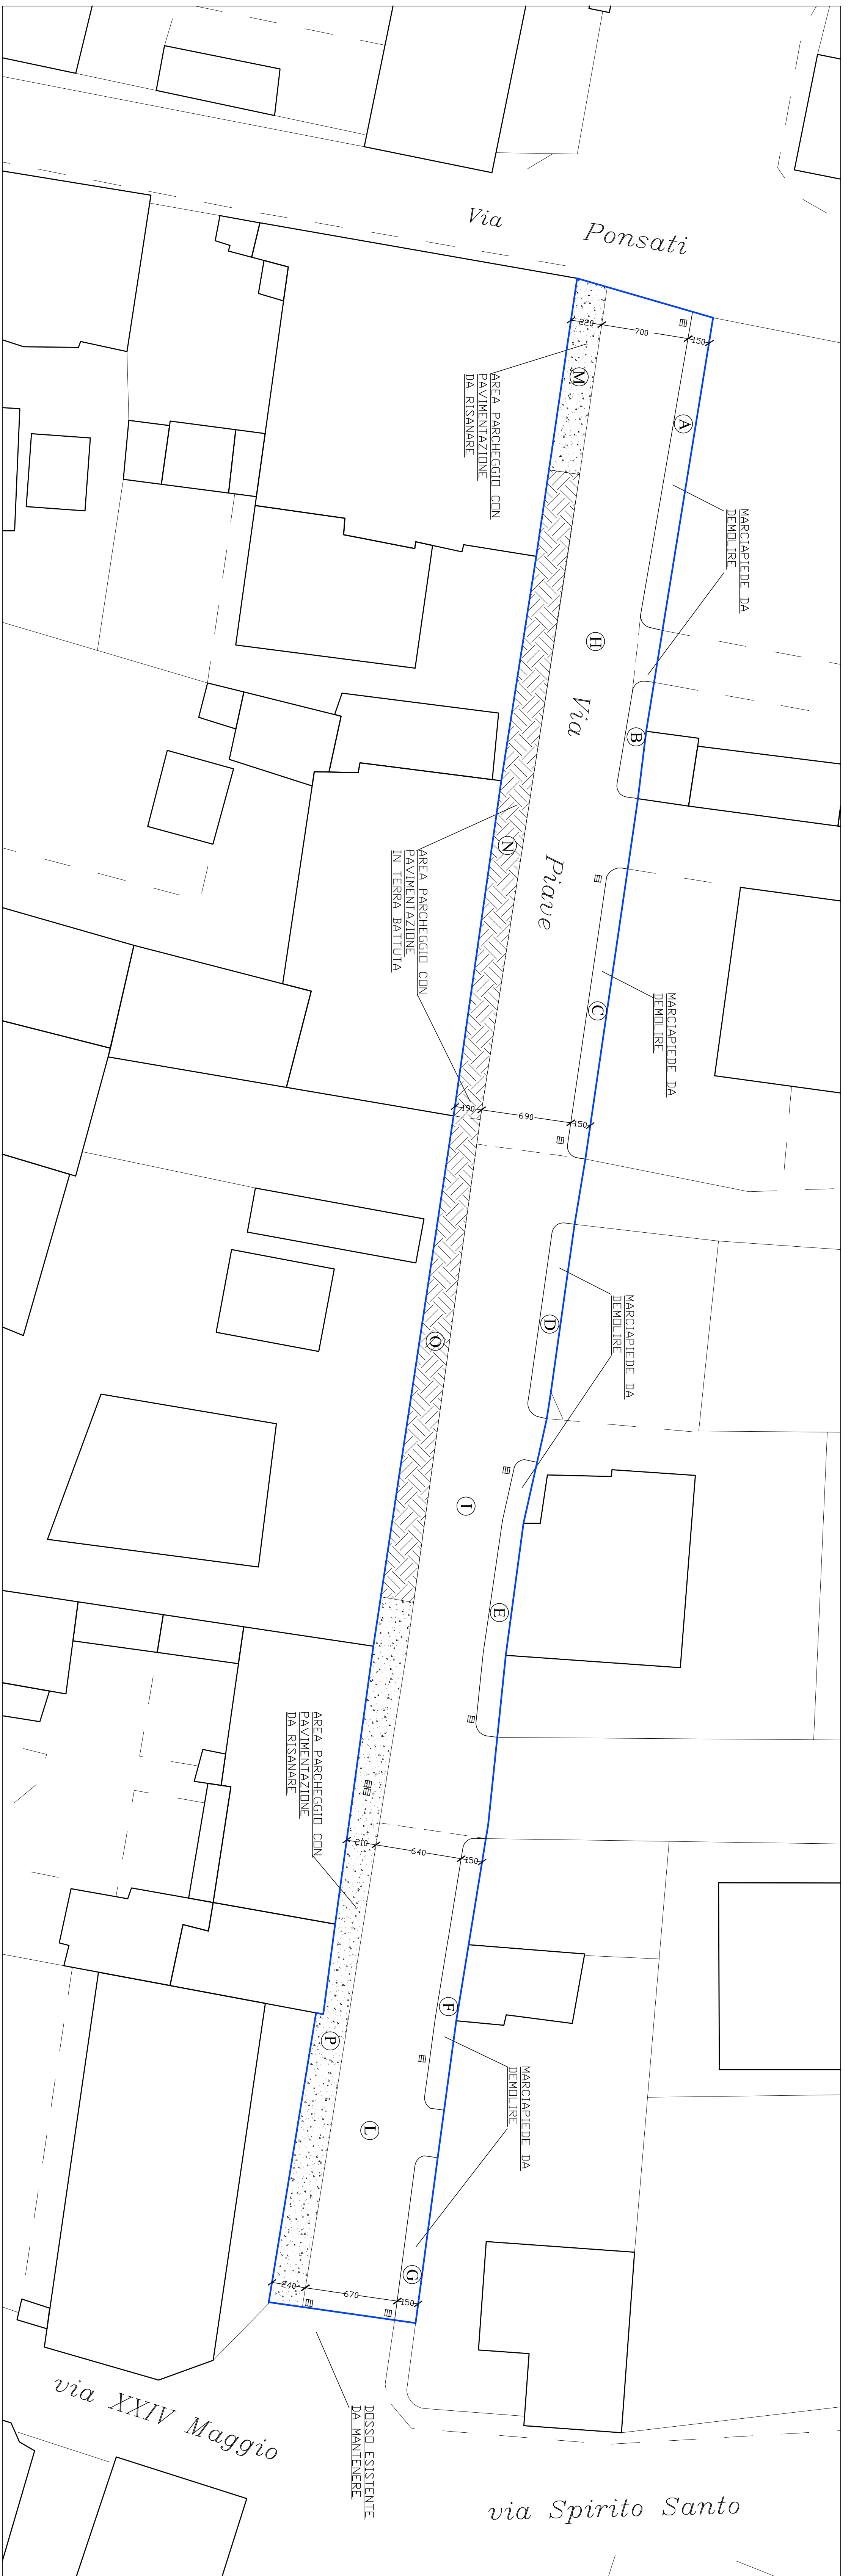 Via Ponsati
220
700
150
M
A
AREA PARCHEGGIO CON
PAVIMENTAZIONE
DA RISANARE
MARCIAPIEDE DA
DEMOLIRE
H
Via Piave
B
N
AREA PARCHEGGIO CON
PAVIMENTAZIONE
IN TERRA BATTUTA
C
MARCIAPIEDE DA
DEMOLIRE
190
690
150
D
MARCIAPIEDE DA
DEMOLIRE
O
I
E
AREA PARCHEGGIO CON
PAVIMENTAZIONE
DA RISANARE
210
640
150
F
P
L
MARCIAPIEDE DA
DEMOLIRE
G
240
670
150
DOSSO ESISTENTE
DA MANTENERE
via XXIV Maggio
via Spirito Santo